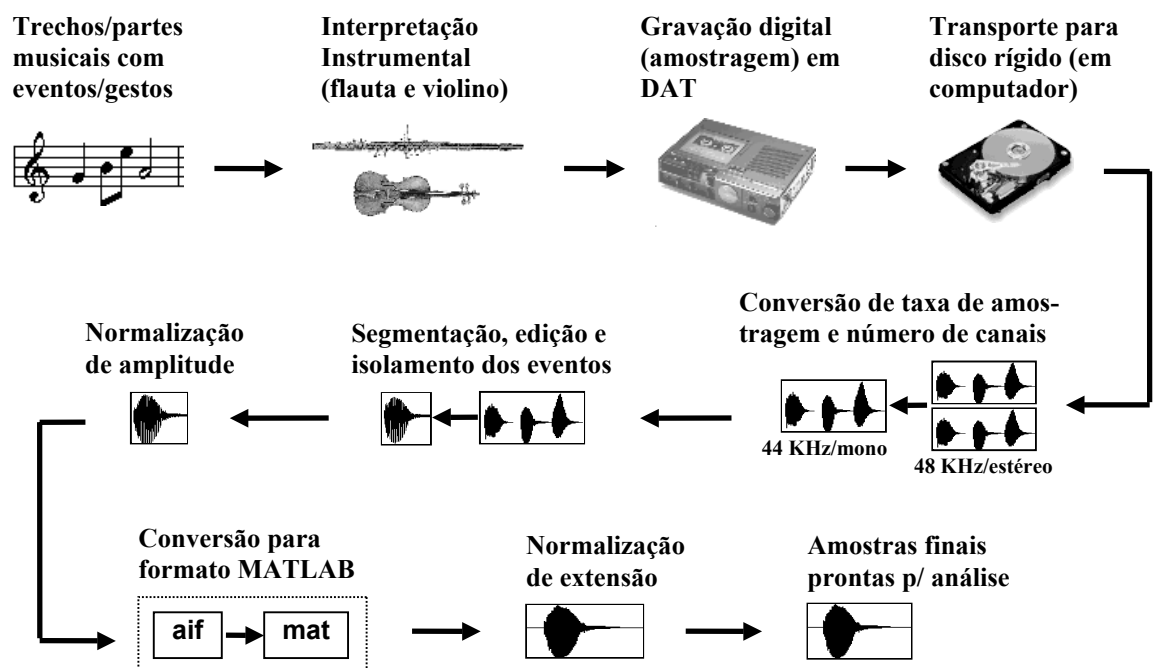 Trechos/partes
musicais com
eventos/gestos
Interpretação
Instrumental
(flauta e violino)
Gravação digital
(amostragem) em
DAT
Transporte para
disco rígido (em
computador)
Conversão de taxa de amos-
tragem e número de canais
44 KHz/mono
48 KHz/estéreo
Segmentação, edição e
isolamento dos eventos
Normalização
de amplitude
Conversão para
formato MATLAB
aif
mat
Normalização
de extensão
Amostras finais
prontas p/ análise